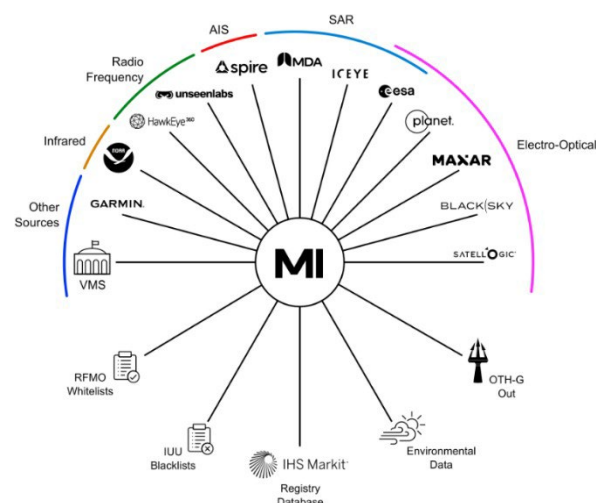 AIS
SAR
Radio
Frequency
spire
MDA
ICEYE
unseenlabs
esa
HawkEye 360
planet.
Infrared
NOAA
MAXAR
Electro-Optical
Other
Sources
GARMIN
BLACKSKY
MI
VMS
SATELLOGIC
RFMO
Whitelists
OTH-G
Out
IUU
Blacklists
IHS Markit
Registry
Database
Environmental
Data